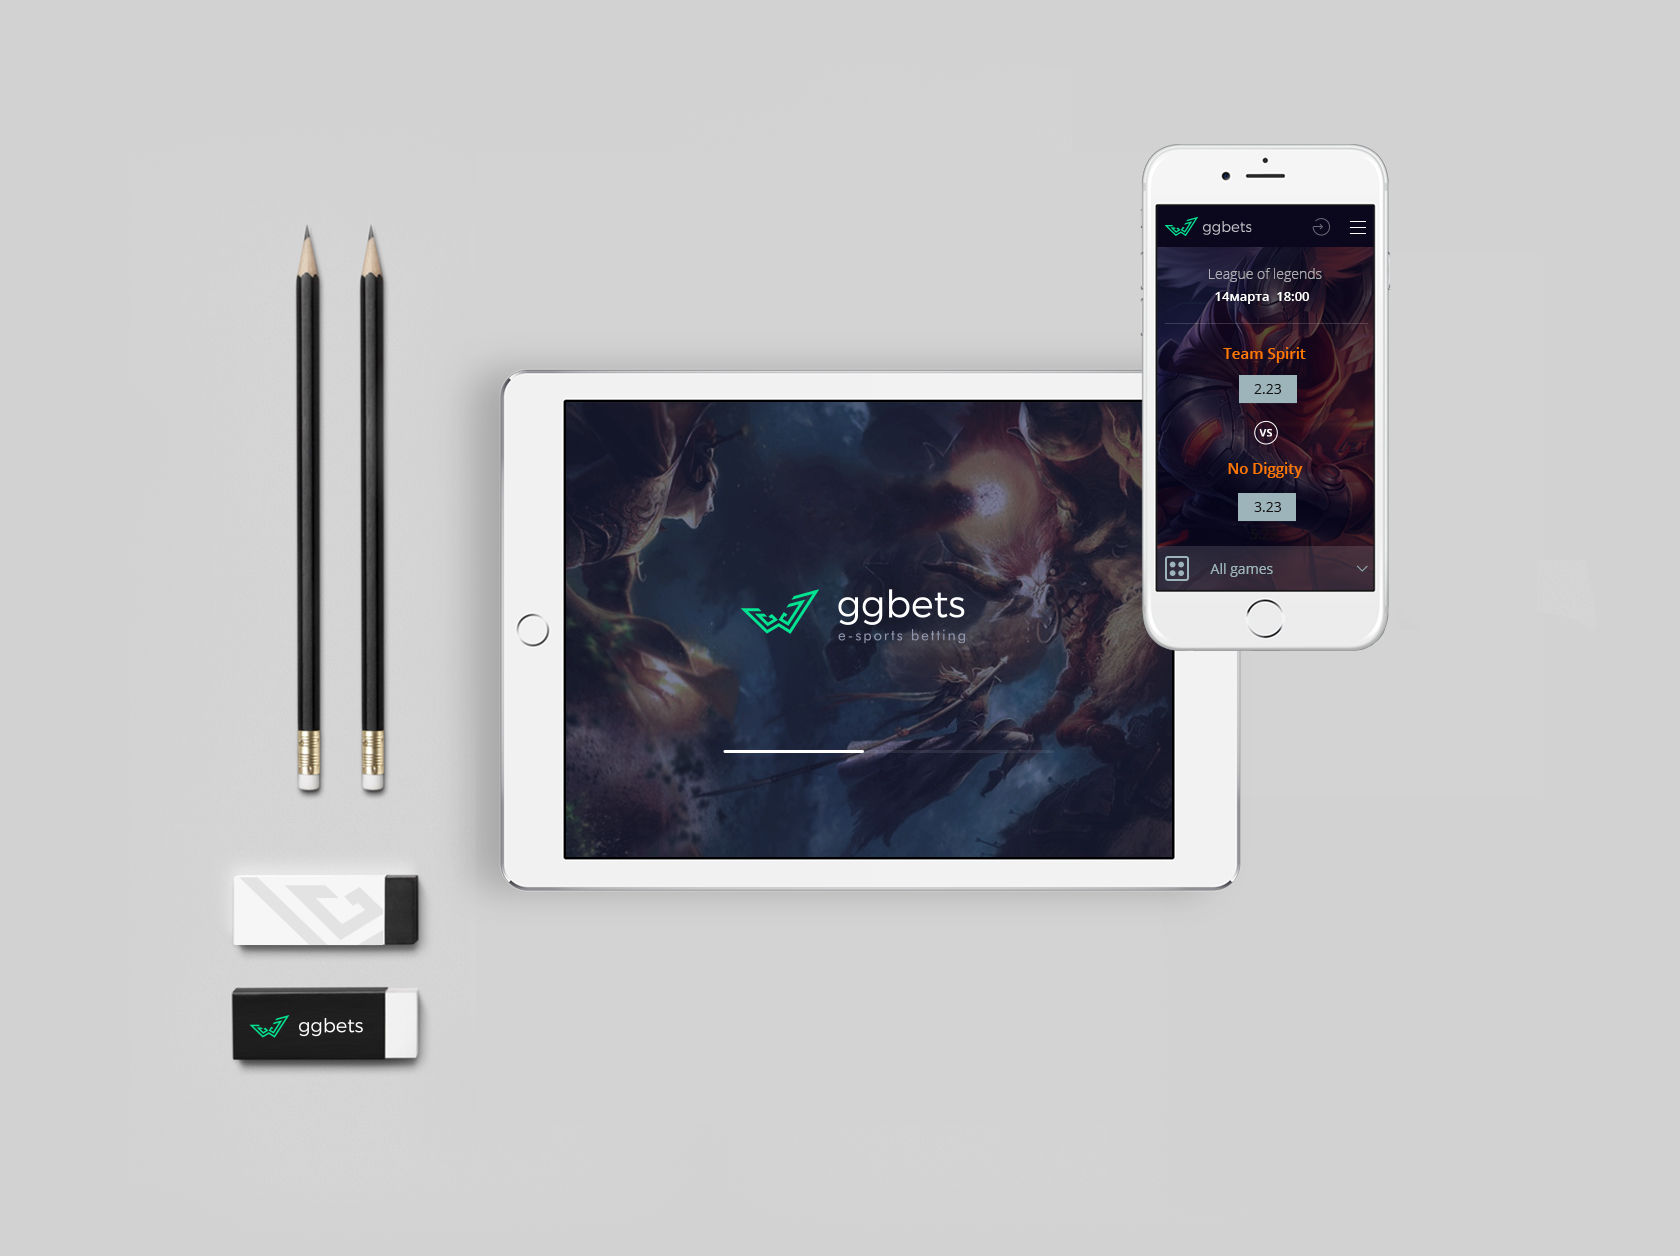 ggbets
League of legends
14марта 18:00
Team Spirit
2.23
VS
No Diggity
3.23
All games
ggbets
e-sports betting
ggbets